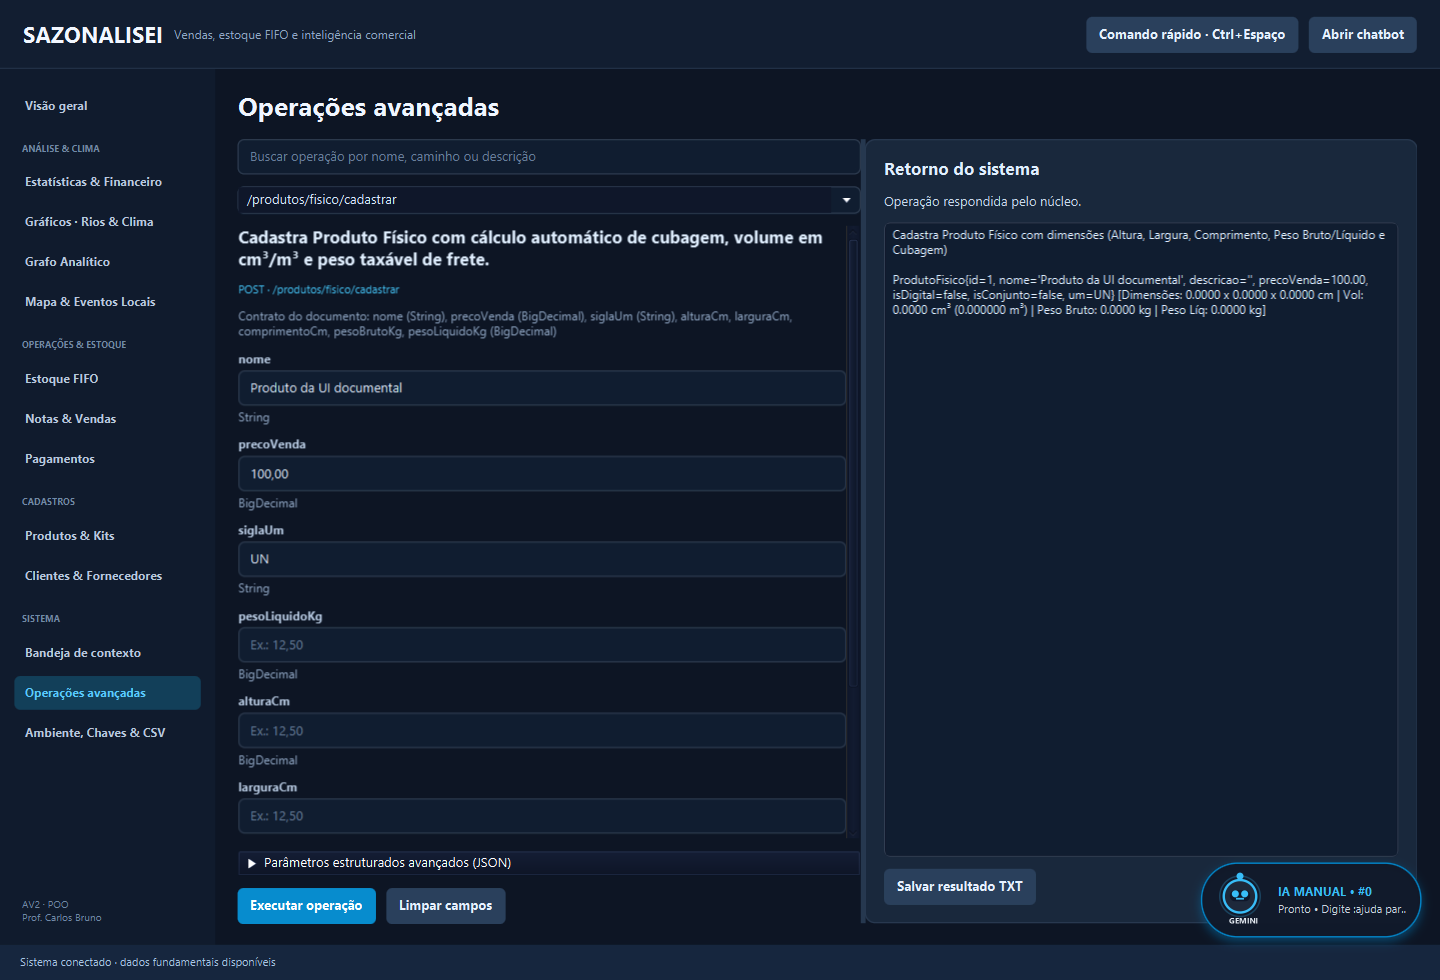 SAZONALISEI
Vendas, estoque FIFO e inteligência comercial
Comando rápido · Ctrl+Espaço
Abrir chatbot
Visão geral
ANÁLISE & CLIMA
Estatísticas & Financeiro
Gráficos · Rios & Clima
Grafo Analítico
Mapa & Eventos Locais
OPERAÇÕES & ESTOQUE
Estoque FIFO
Notas & Vendas
Pagamentos
CADASTROS
Produtos & Kits
Clientes & Fornecedores
SISTEMA
Bandeja de contexto
Operações avançadas
Ambiente, Chaves & CSV
AV2 · POO
Prof. Carlos Bruno
Operações avançadas
Buscar operação por nome, caminho ou descrição
/produtos/fisico/cadastrar
Cadastra Produto Físico com cálculo automático de cubagem, volume em
cm³/m³ e peso taxável de frete.
POST · /produtos/fisico/cadastrar
Contrato do documento: nome (String), precoVenda (BigDecimal), siglaUm (String), alturaCm, larguraCm,
comprimentoCm, pesoBrutoKg, pesoLiquidoKg (BigDecimal)
nome
Produto da UI documental
String
precoVenda
100,00
BigDecimal
siglaUm
UN
String
pesoLiquidoKg
Ex.: 12,50
BigDecimal
alturaCm
Ex.: 12,50
BigDecimal
larguraCm
Ex.: 12,50
Parâmetros estruturados avançados (JSON)
Executar operação
Limpar campos
Retorno do sistema
Operação respondida pelo núcleo.
Cadastra Produto Físico com dimensões (Altura, Largura, Comprimento, Peso Bruto/Líquido e
Cubagem)
ProdutoFisico{id=1, nome='Produto da UI documental', descricao='', precoVenda=100.00,
isDigital=false, isConjunto=false, um=UN} [Dimensões: 0.0000 x 0.0000 x 0.0000 cm | Vol:
0.0000 cm³ (0.000000 m³) | Peso Bruto: 0.0000 kg | Peso Líq: 0.0000 kg]
Salvar resultado TXT
GEMINI
IA MANUAL • #0
Pronto • Digite :ajuda par..
Sistema conectado · dados fundamentais disponíveis